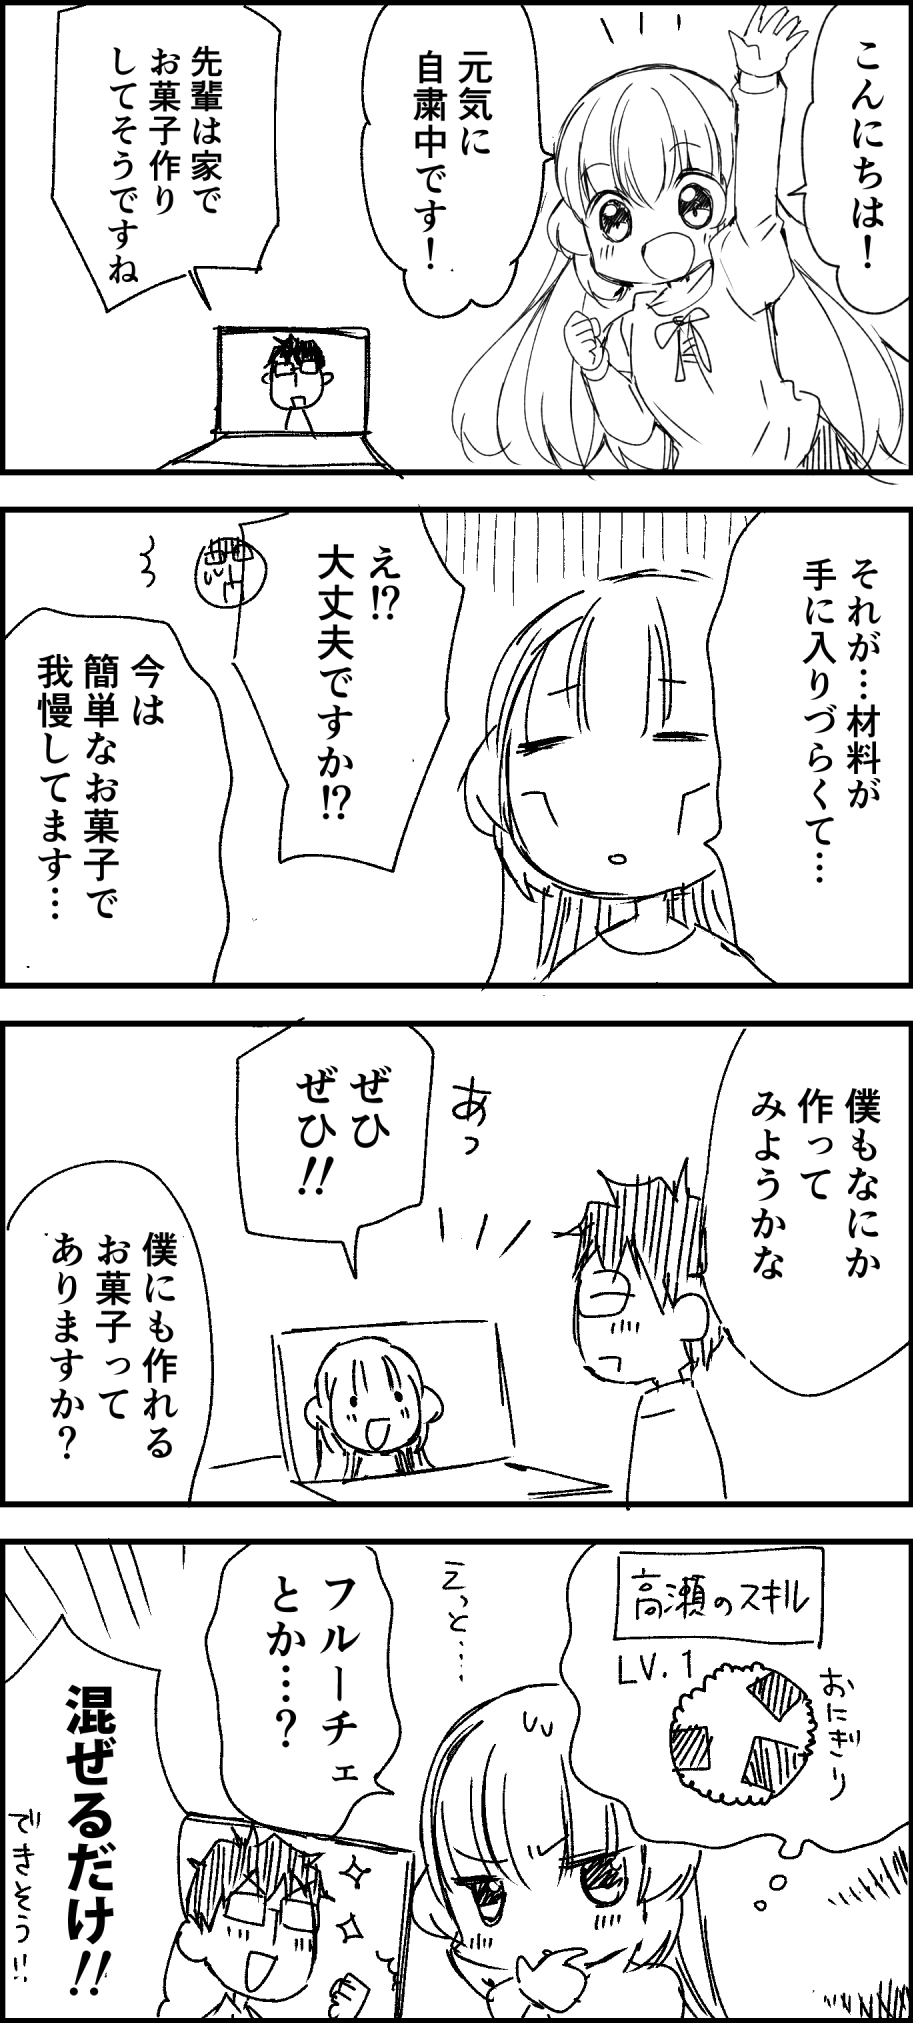 こんにちは！
元気に
自粛中です！
先輩は家で
お菓子作り
してそうですね
それが…材料が
手に入りづらくて…
え!?
大丈夫ですか!?
今は
簡単なお菓子で
我慢してます…
僕もなにか
作って
みようかな
あっ
ぜひ
ぜひ!!
僕にも作れる
お菓子って
ありますか？
高瀬のスキル
LV.1
おにぎり
えっと…
フルーチェ
とか…？
混ぜるだけ!!
できそう!!